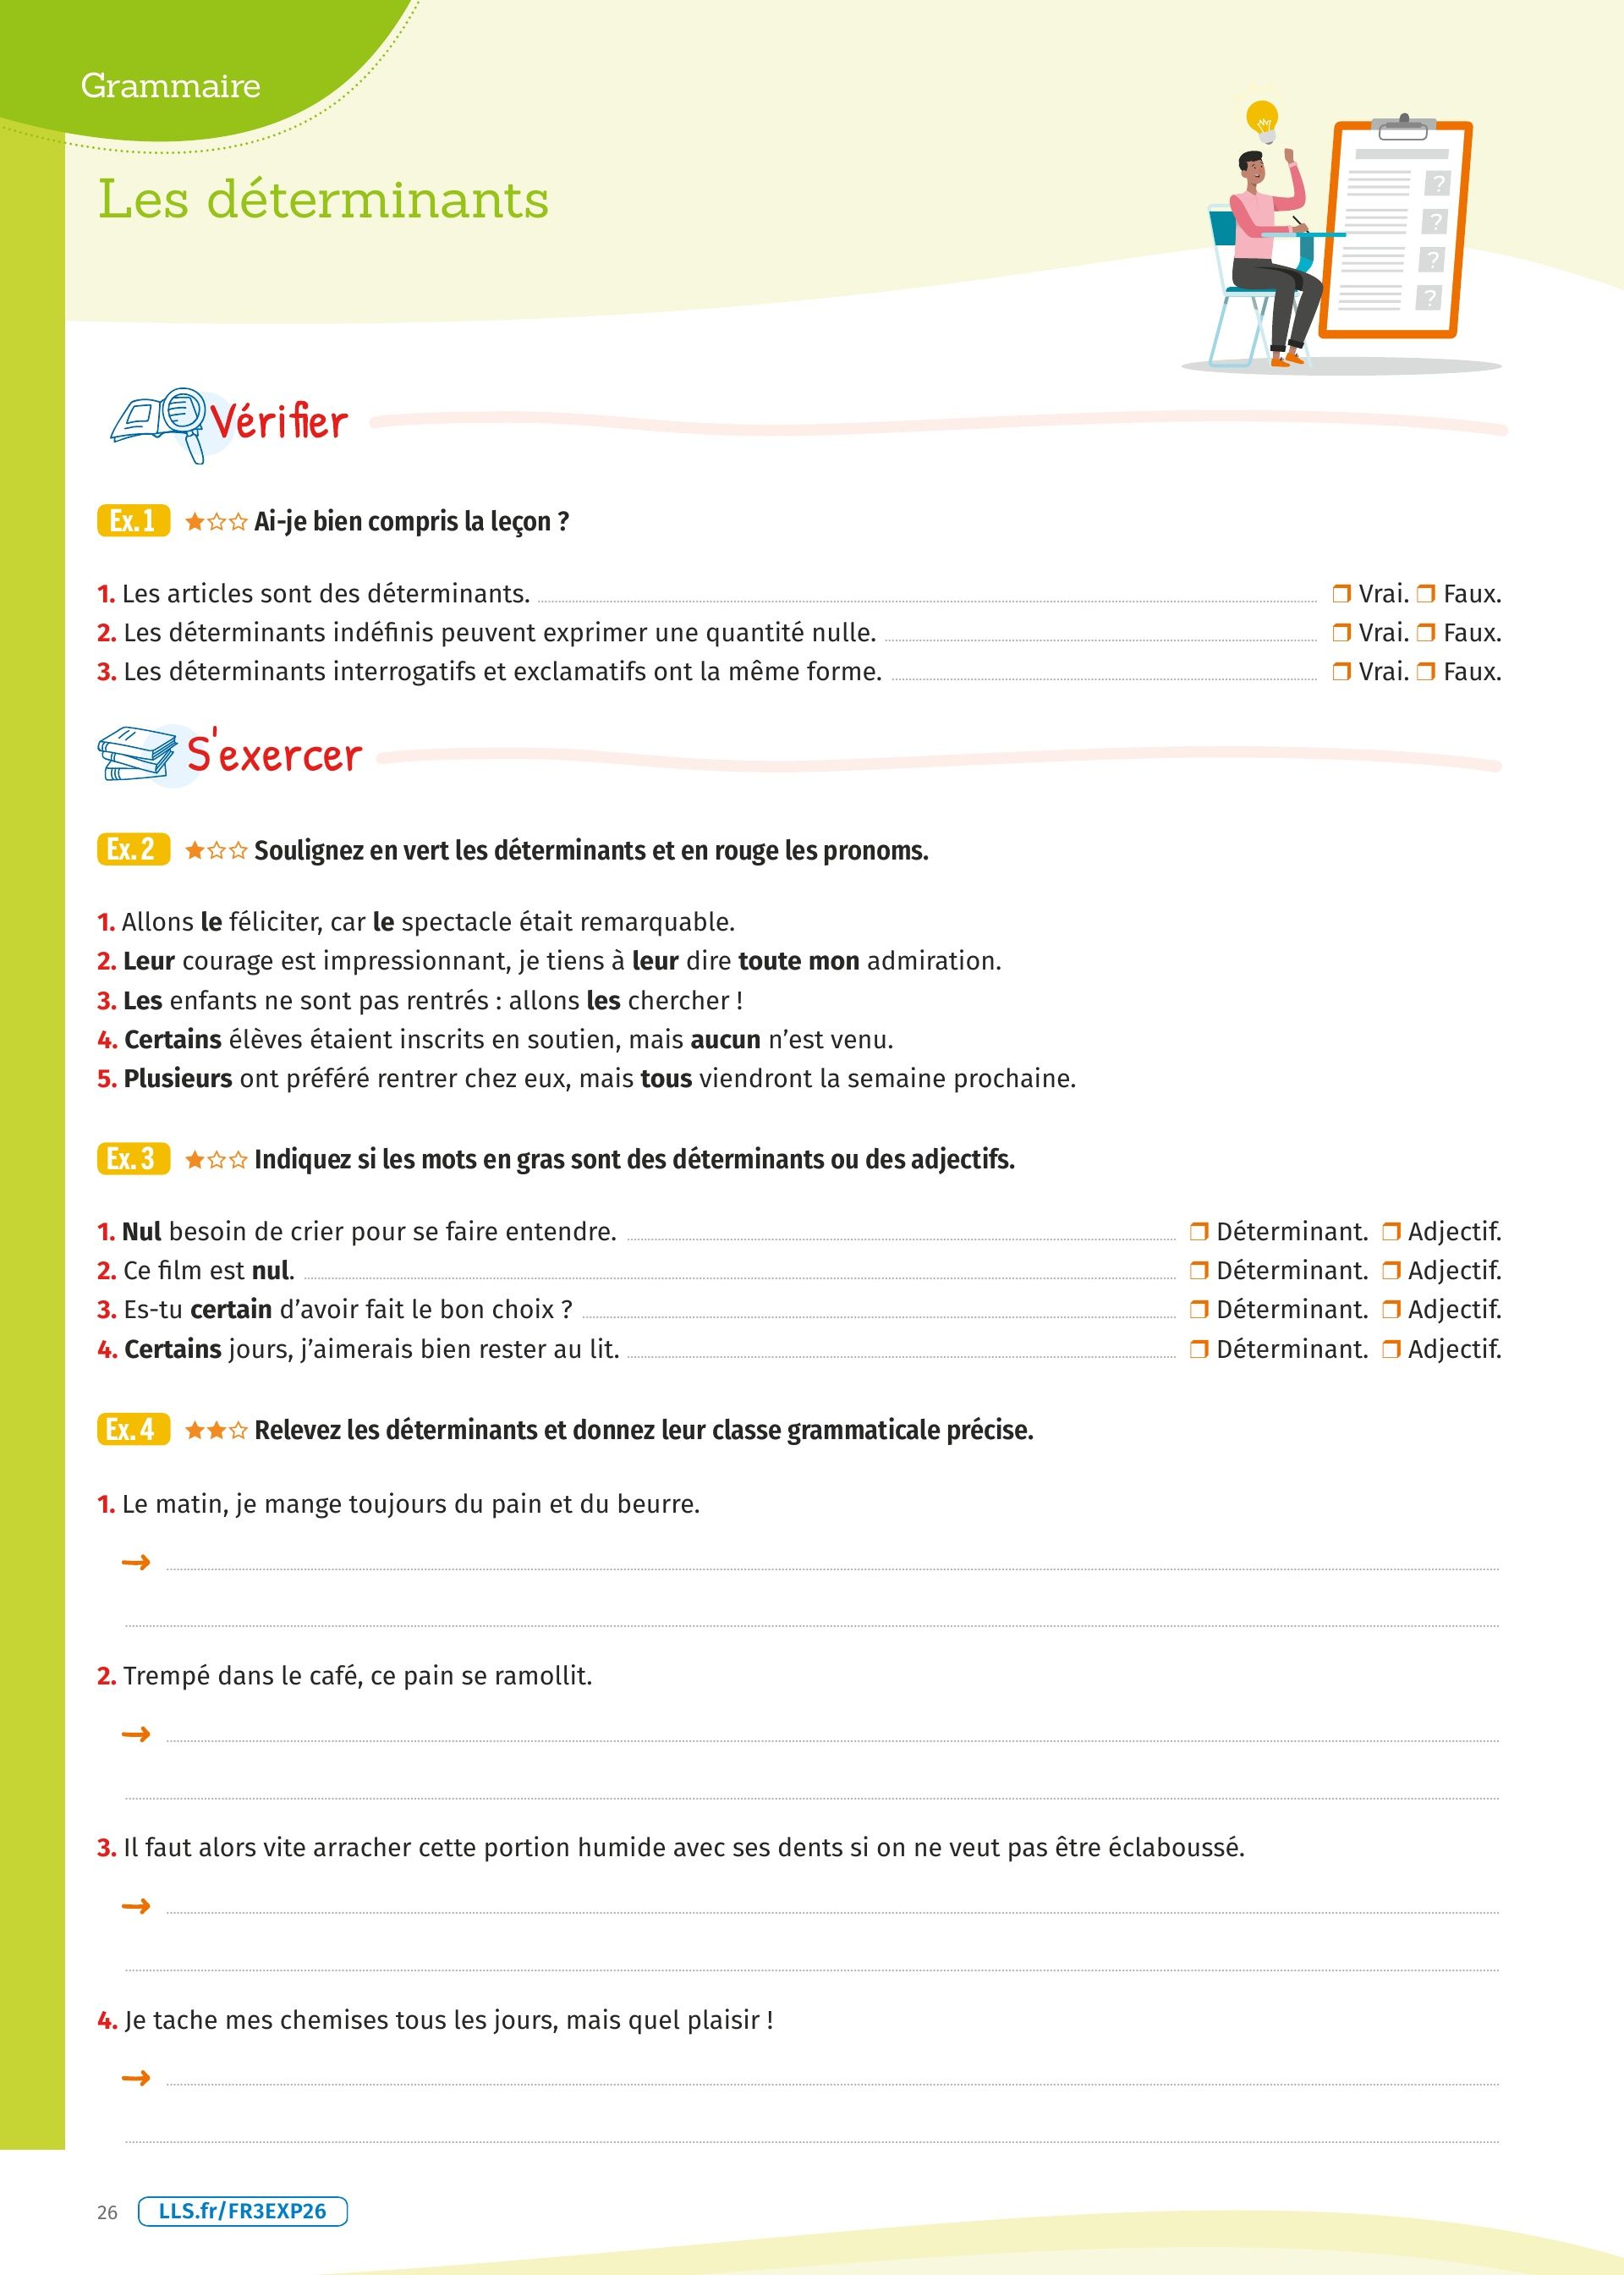 Grammaire
Les déterminants
?
?
?
?
Vérifier
Ex. 1 ★☆☆ Ai-je bien compris la leçon ?
1. Les articles sont des déterminants. ❒ Vrai. ❒ Faux.
2. Les déterminants indéfinis peuvent exprimer une quantité nulle. ❒ Vrai. ❒ Faux.
3. Les déterminants interrogatifs et exclamatifs ont la même forme. ❒ Vrai. ❒ Faux.
S'exercer
Ex. 2 ★☆☆ Soulignez en vert les déterminants et en rouge les pronoms.
1. Allons le féliciter, car le spectacle était remarquable.
2. Leur courage est impressionnant, je tiens à leur dire toute mon admiration.
3. Les enfants ne sont pas rentrés : allons les chercher !
4. Certains élèves étaient inscrits en soutien, mais aucun n’est venu.
5. Plusieurs ont préféré rentrer chez eux, mais tous viendront la semaine prochaine.
Ex. 3 ★☆☆ Indiquez si les mots en gras sont des déterminants ou des adjectifs.
1. Nul besoin de crier pour se faire entendre. ❒ Déterminant. ❒ Adjectif.
2. Ce film est nul. ❒ Déterminant. ❒ Adjectif.
3. Es-tu certain d’avoir fait le bon choix ? ❒ Déterminant. ❒ Adjectif.
4. Certains jours, j’aimerais bien rester au lit. ❒ Déterminant. ❒ Adjectif.
Ex. 4 ★★☆ Relevez les déterminants et donnez leur classe grammaticale précise.
1. Le matin, je mange toujours du pain et du beurre.
→
2. Trempé dans le café, ce pain se ramollit.
→
3. Il faut alors vite arracher cette portion humide avec ses dents si on ne veut pas être éclaboussé.
→
4. Je tache mes chemises tous les jours, mais quel plaisir !
→
26 LLS.fr/FR3EXP26